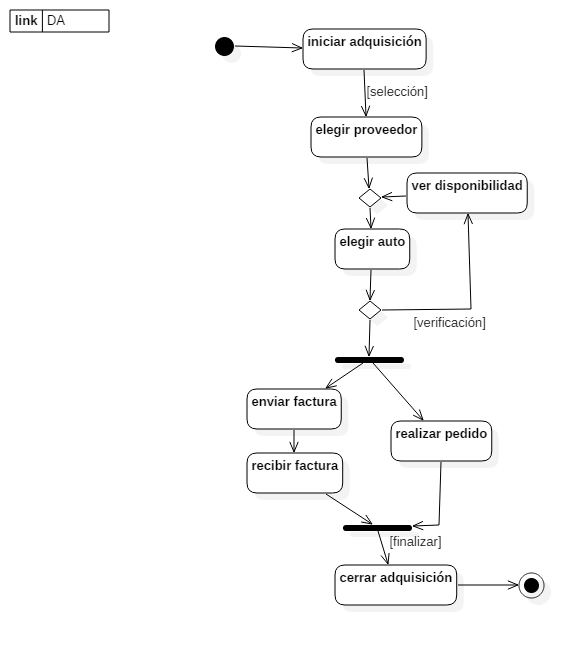 link DA
iniciar adquisición
[selección]
elegir proveedor
ver disponibilidad
elegir auto
[verificación]
enviar factura
realizar pedido
recibir factura
[finalizar]
cerrar adquisición